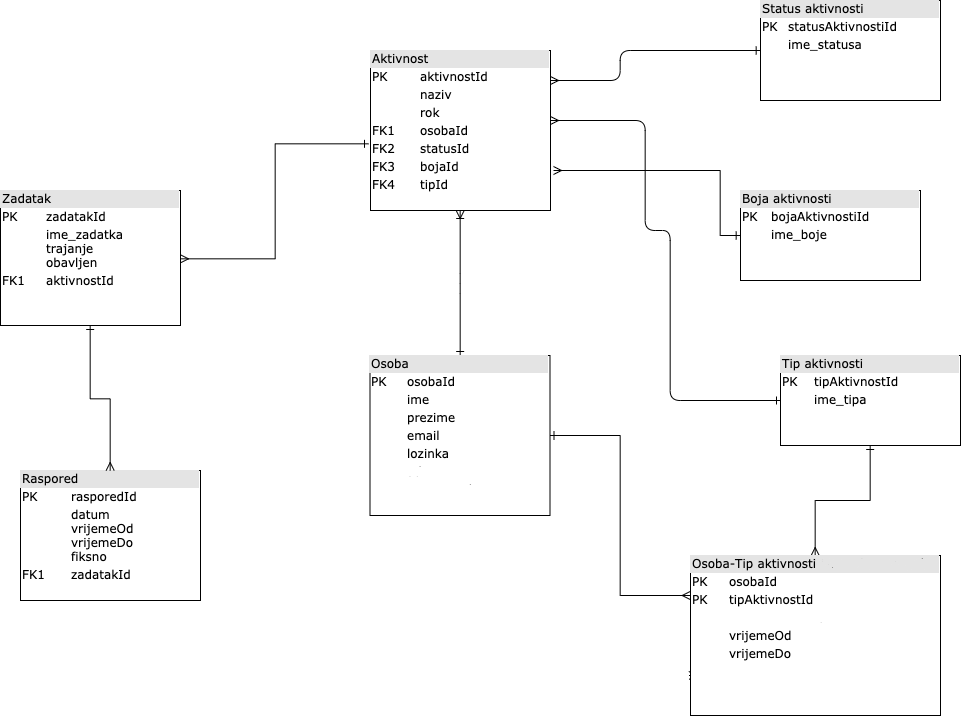 Status aktivnosti
PK statusAktivnostiId
ime_statusa
Aktivnost
PK aktivnostId
naziv
rok
FK1 osobaId
FK2 statusId
FK3 bojaId
FK4 tipId
Zadatak
PK zadatakId
ime_zadatka
trajanje
obavljen
FK1 aktivnostId
Boja aktivnosti
PK bojaAktivnostiId
ime_boje
Osoba
PK osobaId
ime
prezime
email
lozinka
Tip aktivnosti
PK tipAktivnostId
ime_tipa
Raspored
PK rasporedId
datum
vrijemeOd
vrijemeDo
fiksno
FK1 zadatakId
Osoba-Tip aktivnosti
PK osobaId
PK tipAktivnostId
vrijemeOd
vrijemeDo